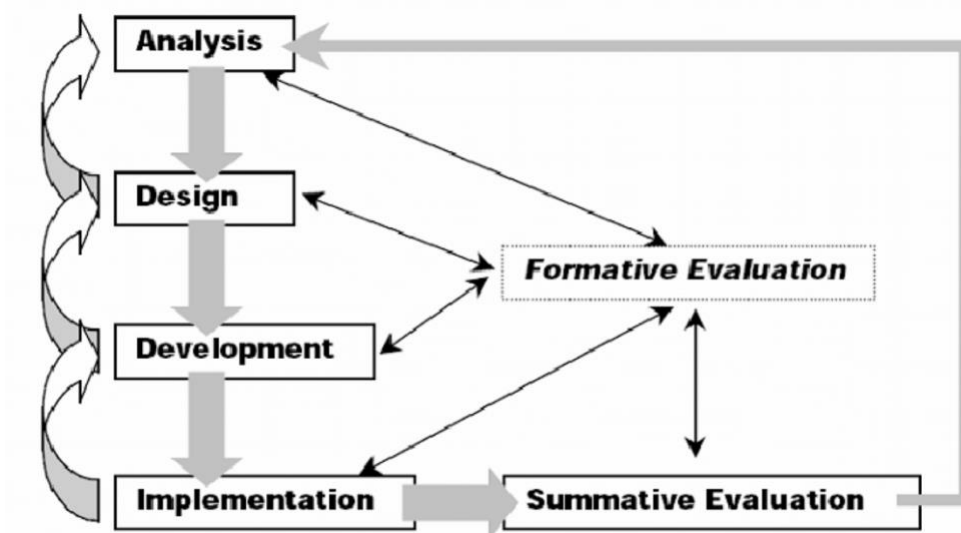 Analysis
Design
Formative Evaluation
Development
Implementation
Summative Evaluation